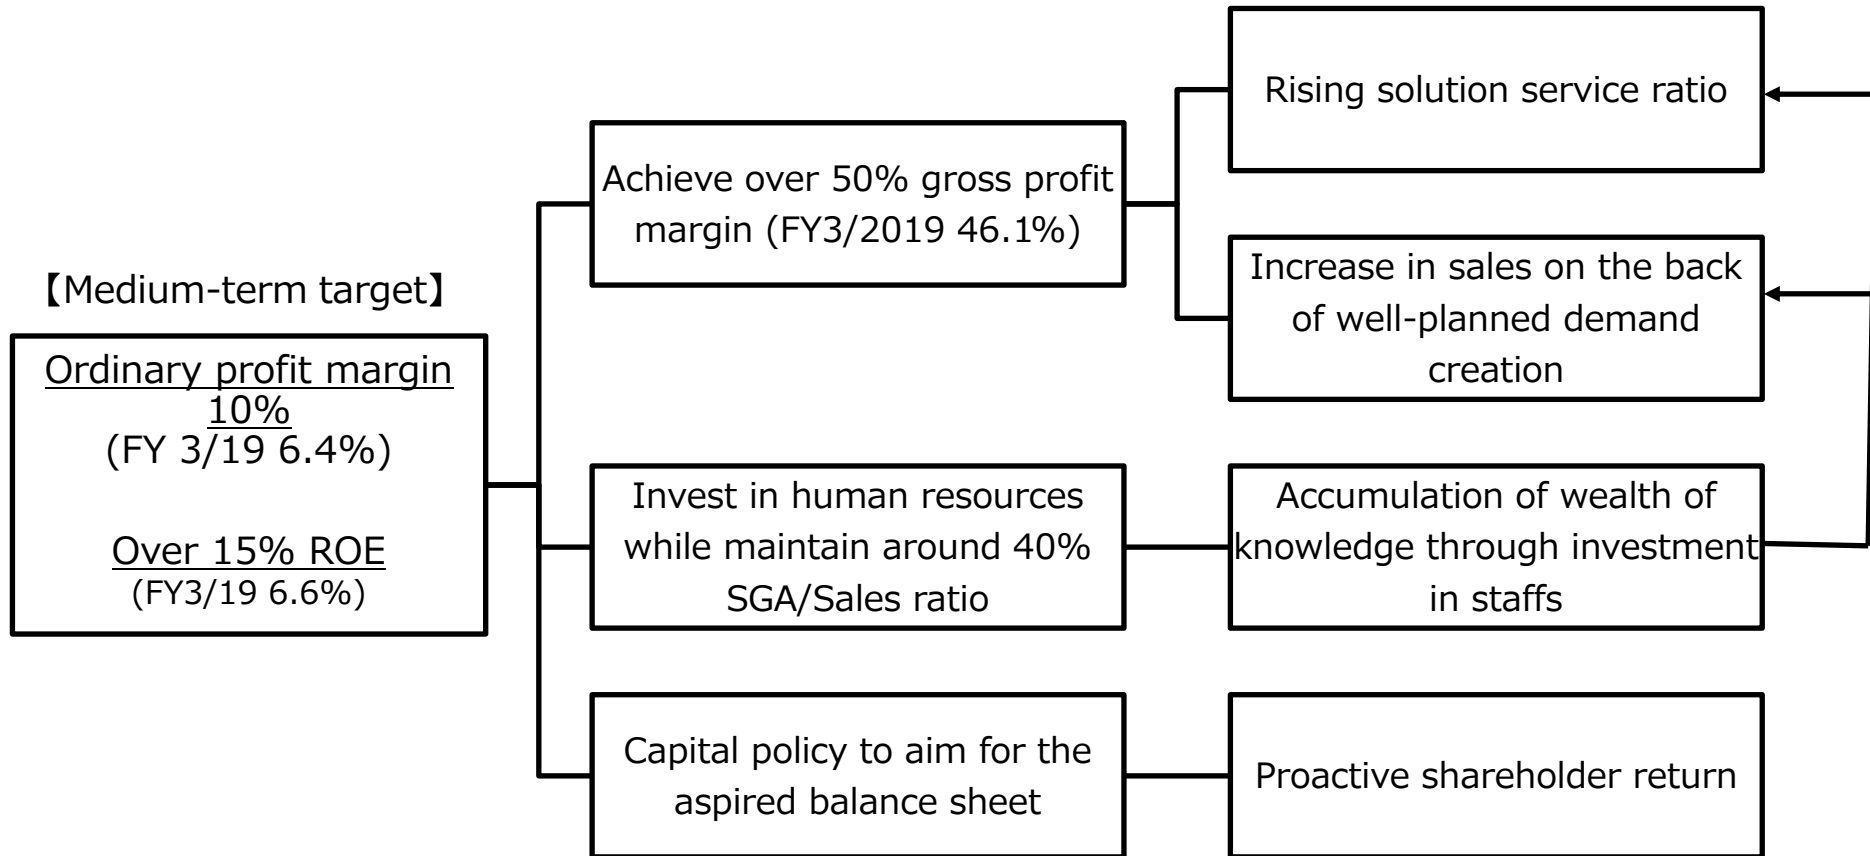 【Medium-term target】
Ordinary profit margin
10%
(FY 3/19 6.4%)
Over 15% ROE
(FY3/19 6.6%)
Achieve over 50% gross profit
margin (FY3/2019 46.1%)
Invest in human resources
while maintain around 40%
SGA/Sales ratio
Capital policy to aim for the
aspired balance sheet
Rising solution service ratio
Increase in sales on the back
of well-planned demand
creation
Accumulation of wealth of
knowledge through investment
in staffs
Proactive shareholder return